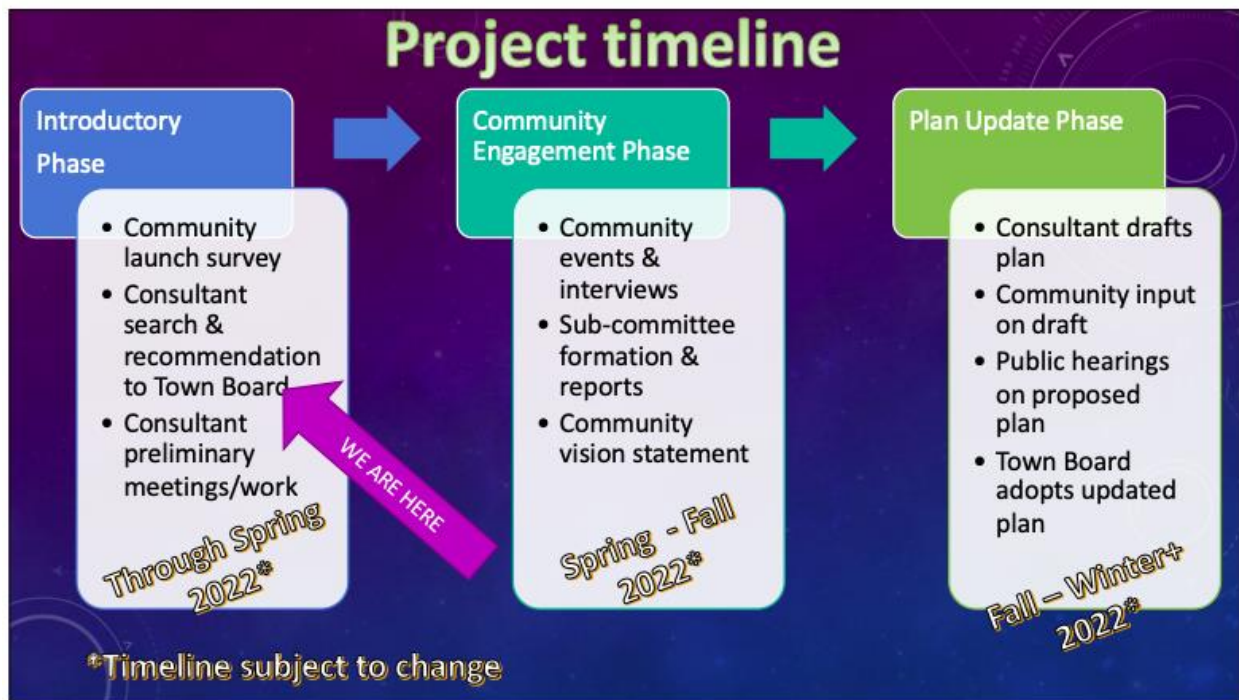 Project timeline
Introductory
Phase
• Community
launch survey
• Consultant
search &
recommendation
to Town Board
• Consultant
preliminary
meetings/work
Through Spring
2022*
WE ARE HERE
Community
Engagement Phase
• Community
events &
interviews
• Sub-committee
formation &
reports
• Community
vision statement
Spring - Fall
2022*
Plan Update Phase
• Consultant drafts
plan
• Community input
on draft
• Public hearings
on proposed
plan
• Town Board
adopts updated
plan
Fall – Winter+
2022*
*Timeline subject to change